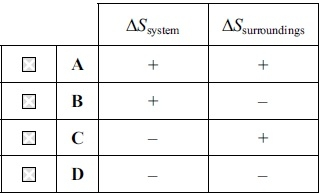 ΔSsystem ΔSsurroundings
A + +
B + –
C – +
D – –